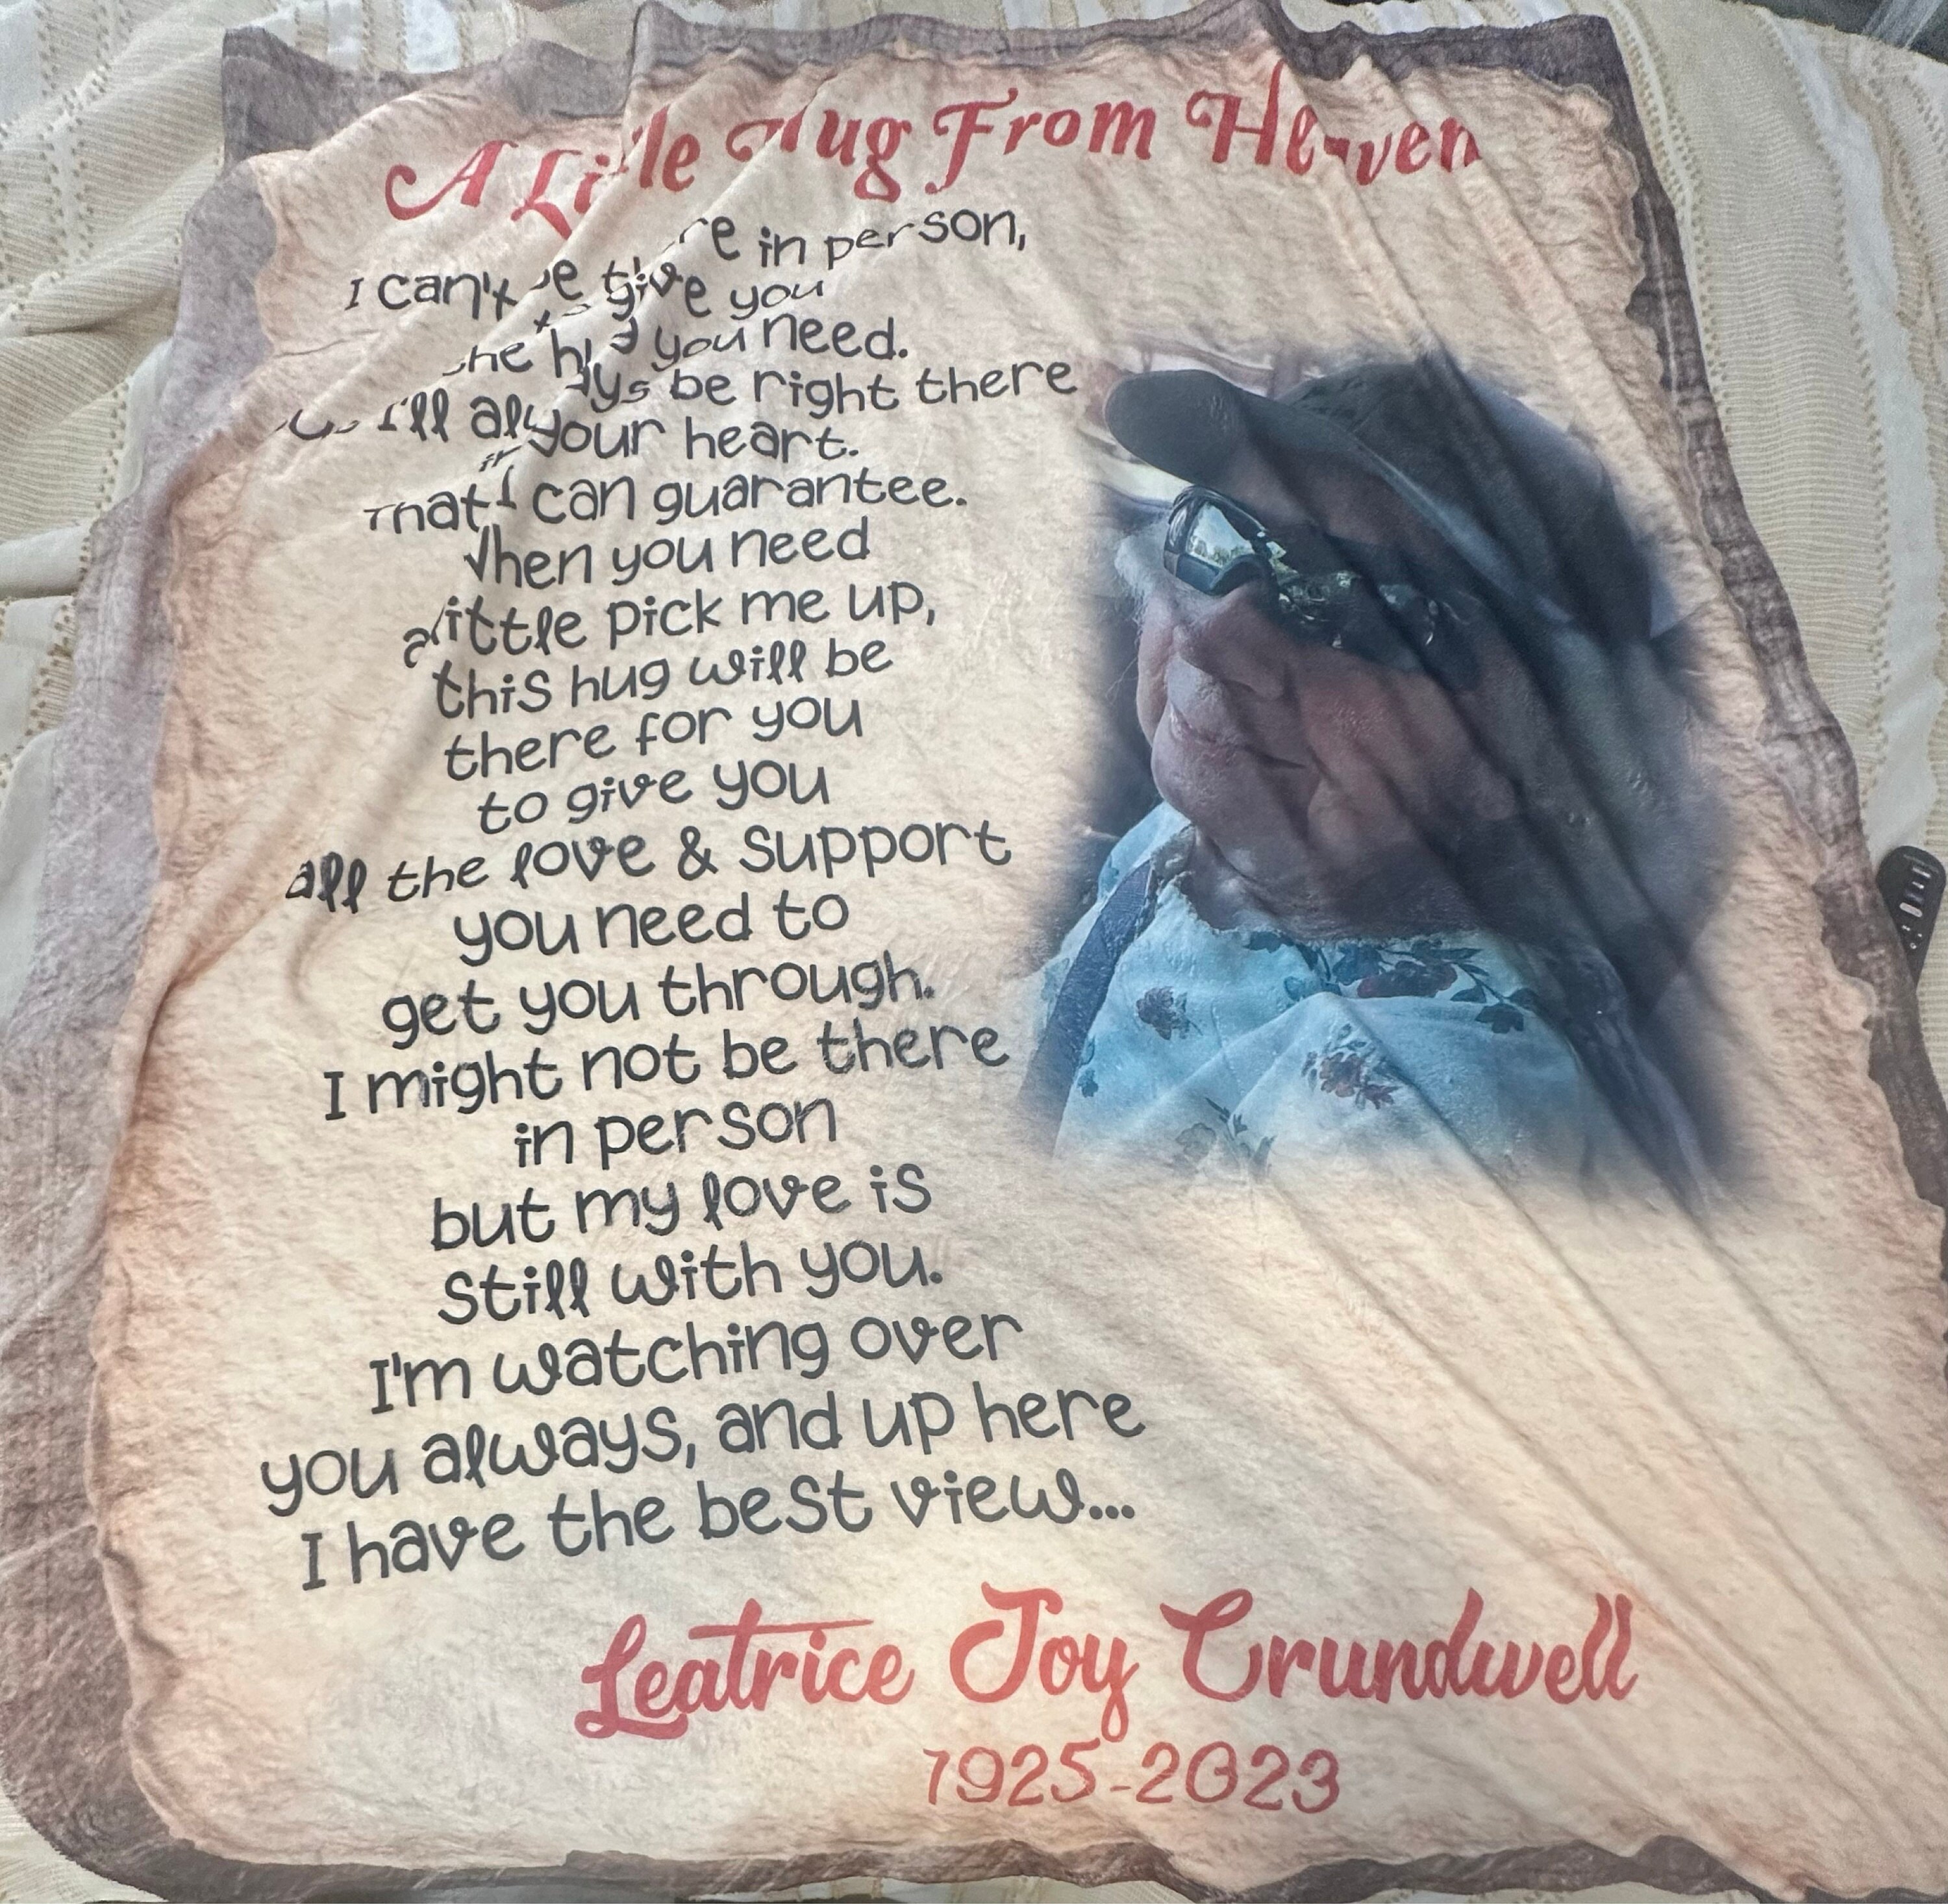 A Little Hug From Heaven
I can't be there in person,
to give you
the hug you need.
I'll always be right there
in your heart.
That I can guarantee.
When you need
a little pick me up,
this hug will be
there for you
to give you
all the love & support
you need to
get you through.
I might not be there
in person
but my love is
still with you.
I'm watching over
you always, and up here
I have the best view...
Leatrice Joy Crundwell
1925-2023